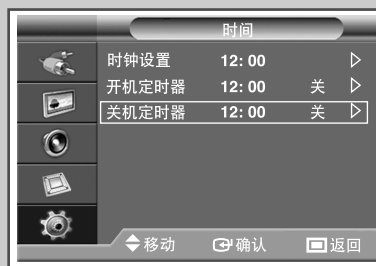 时间
时钟设置 12:00
开机定时器 12:00 关
关机定时器 12:00 关
移动 确认 返回